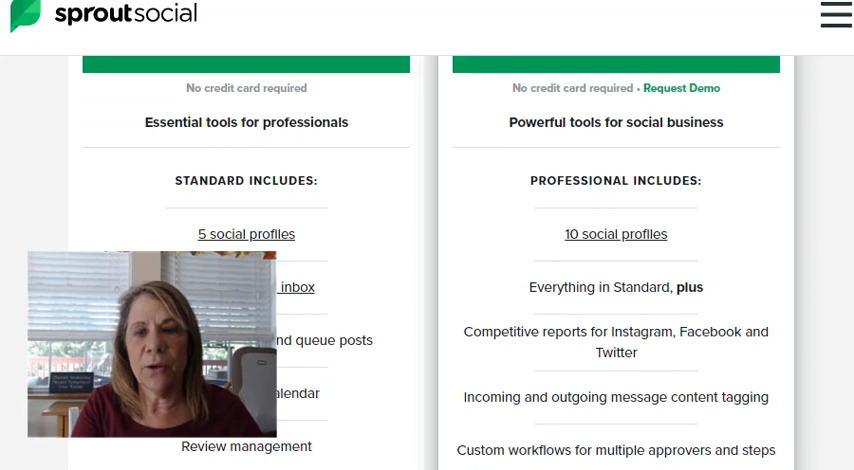 sproutsocial
No credit card required
Essential tools for professionals
STANDARD INCLUDES:
5 social profiles
inbox
nd queue posts
alendar
Review management
No credit card required • Request Demo
Powerful tools for social business
PROFESSIONAL INCLUDES:
10 social profiles
Everything in Standard, plus
Competitive reports for Instagram, Facebook and
Twitter
Incoming and outgoing message content tagging
Custom workflows for multiple approvers and steps